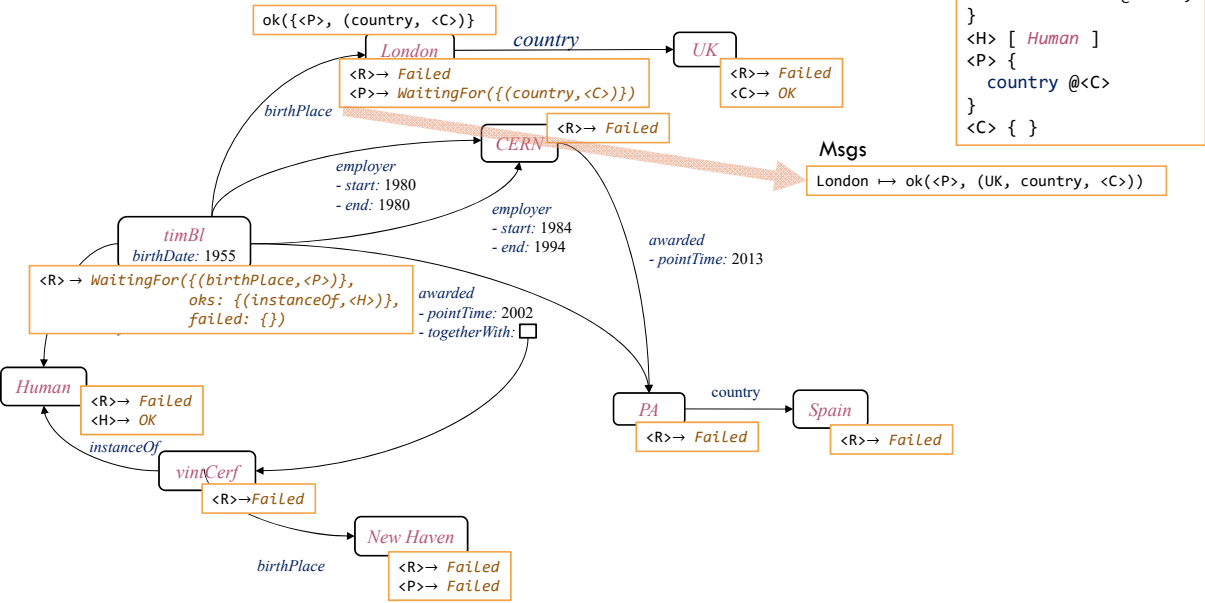 ok({<P>, (country, <C>)}
London
country
UK
<R>→ Failed
<P>→ WaitingFor({(country,<C>)})
<R>→ Failed
<C>→ OK
}
<H> [ Human ]
<P> {
country @<C>
}
<C> { }
birthPlace
<R>→ Failed
CERN
Msgs
London ↦ ok(<P>, (UK, country, <C>))
employer
- start: 1980
- end: 1980
employer
- start: 1984
- end: 1994
timBl
birthDate: 1955
awarded
- pointTime: 2013
<R> → WaitingFor({(birthPlace,<P>)},
oks: {(instanceOf,<H>)},
failed: {})
awarded
- pointTime: 2002
- togetherWith:
Human
<R>→ Failed
<H>→ OK
PA
country
Spain
<R>→ Failed
<R>→ Failed
instanceOf
vintCerf
<R>→Failed
New Haven
birthPlace
<R>→ Failed
<P>→ Failed